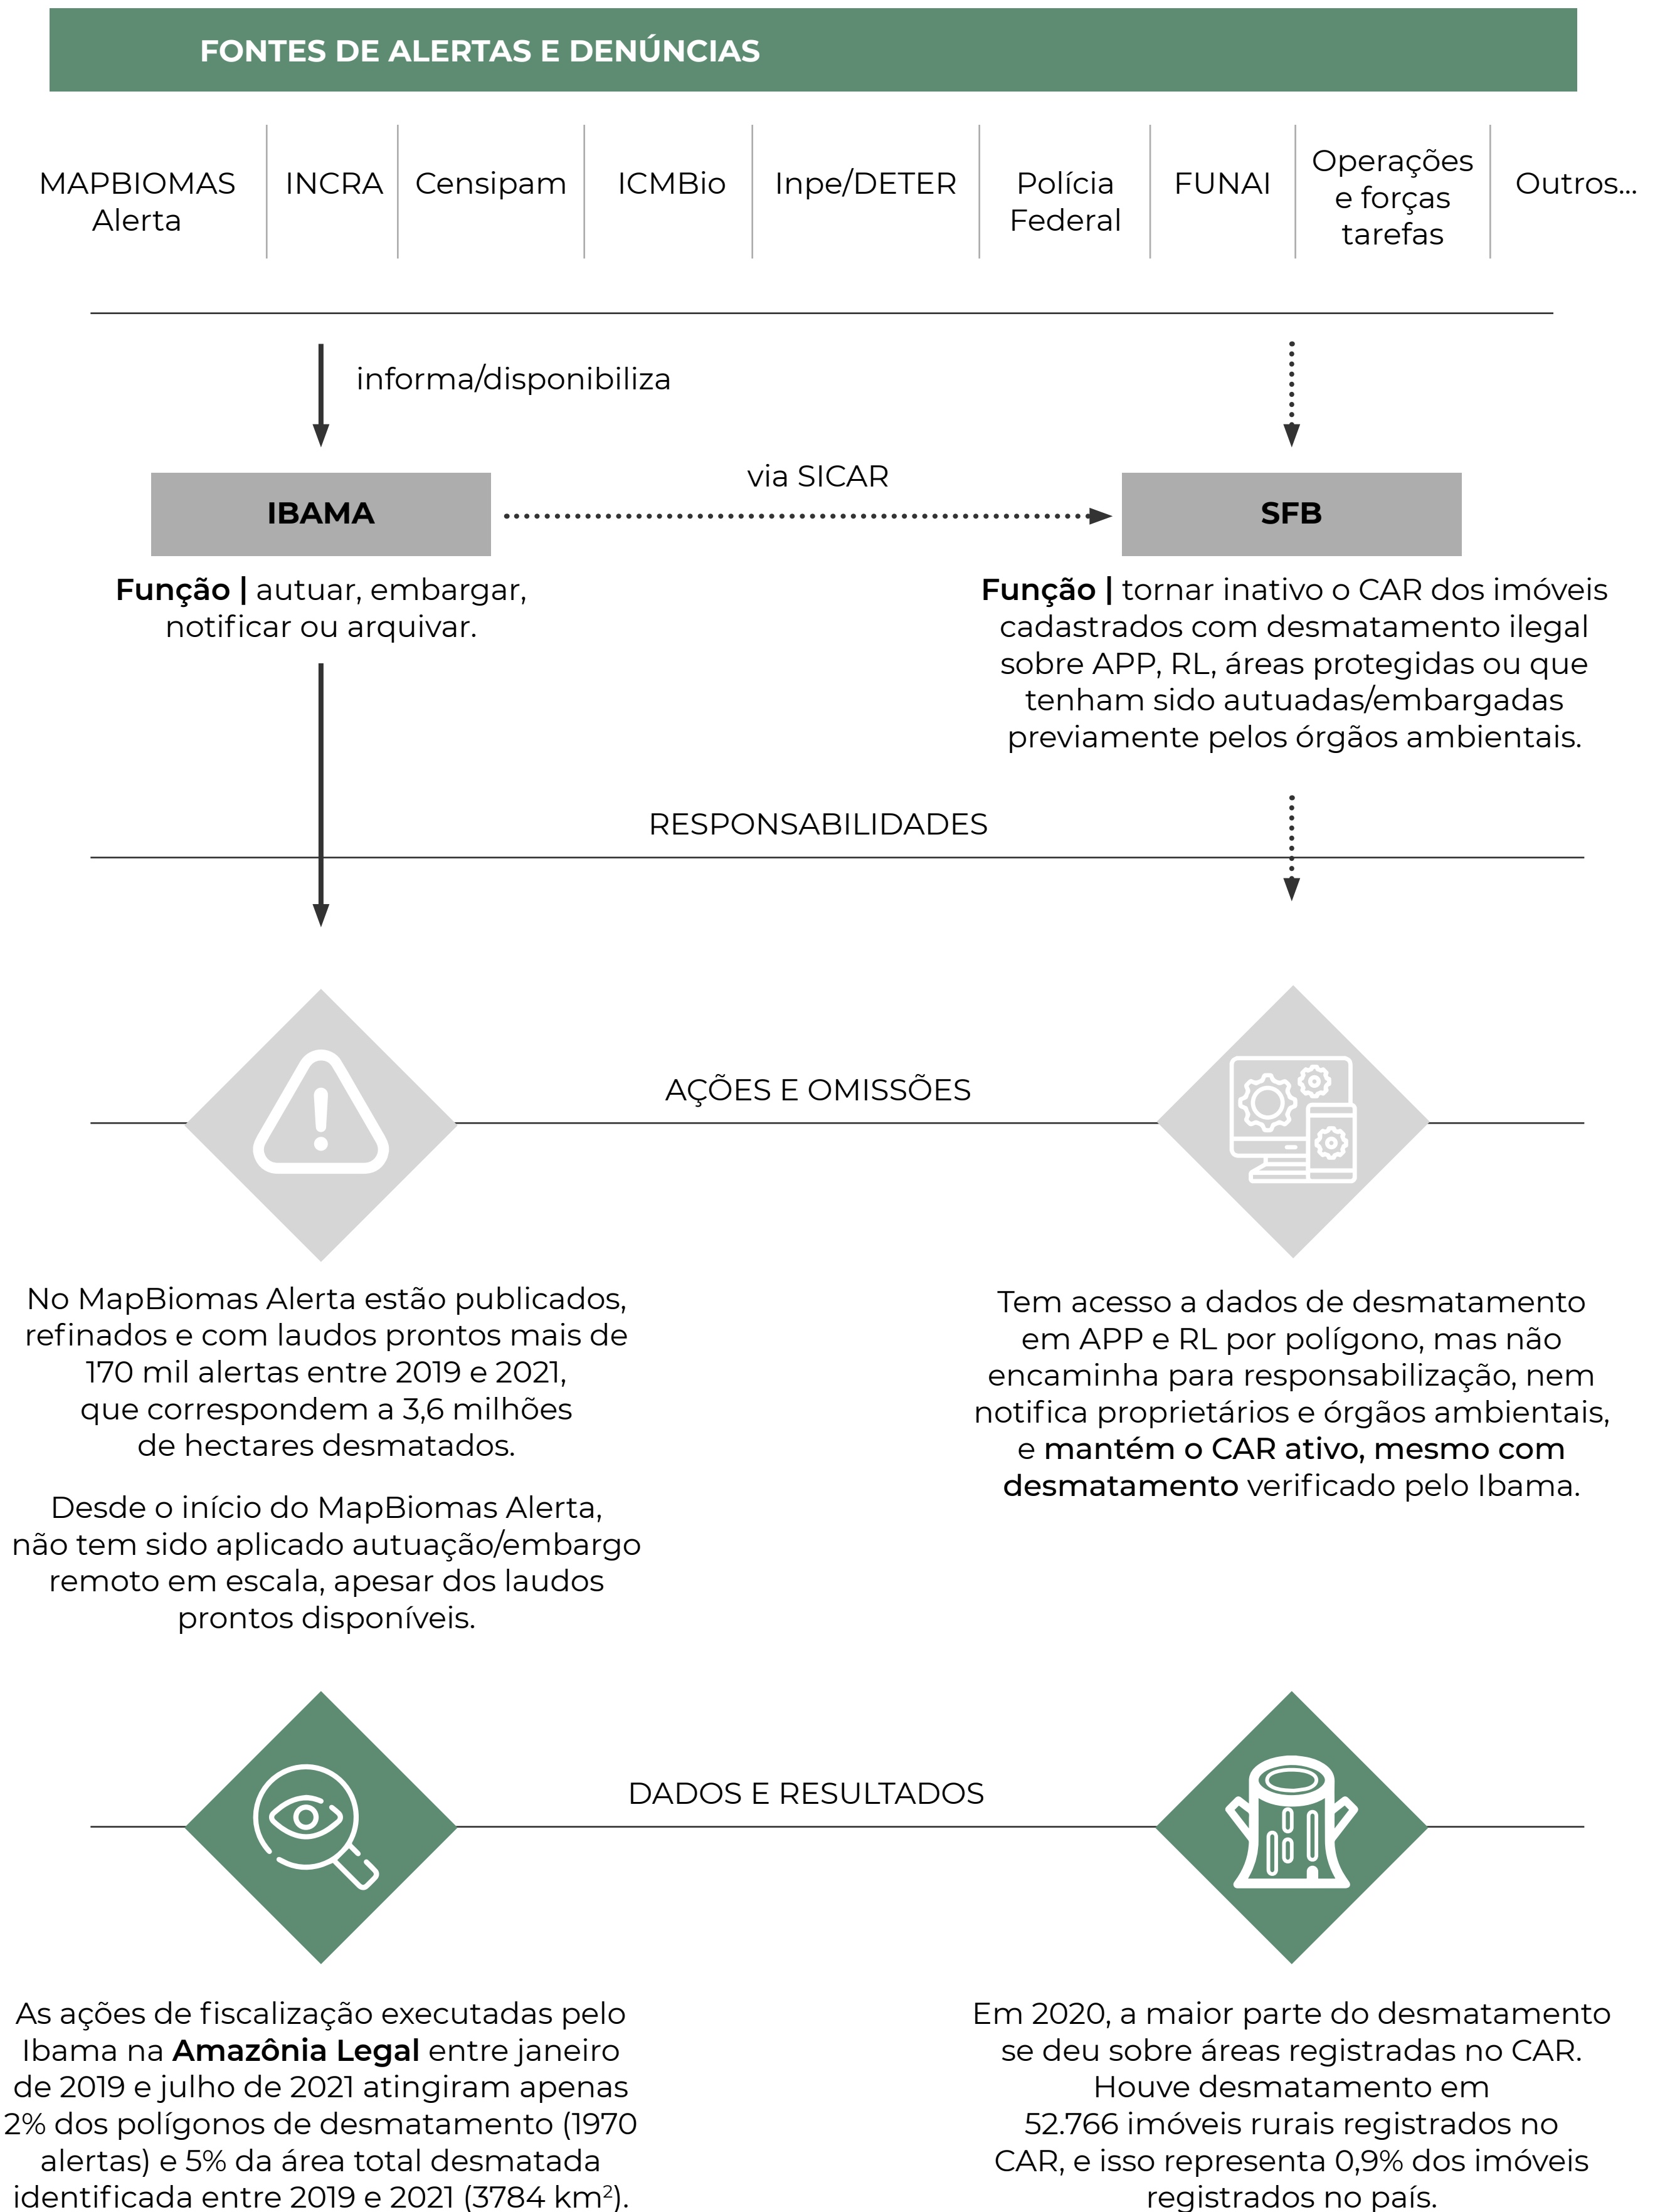 FONTES DE ALERTAS E DENÚNCIAS
MAPBIOMAS
Alerta
INCRA
Censipam
ICMBio
Inpe/DETER
Polícia
Federal
FUNAI
Operações
e forças
tarefas
Outros...
informa/disponibiliza
IBAMA
via SICAR
SFB
Função | autuar, embargar,
notificar ou arquivar.
Função | tornar inativo o CAR dos imóveis
cadastrados com desmatamento ilegal
sobre APP, RL, áreas protegidas ou que
tenham sido autuadas/embargadas
previamente pelos órgãos ambientais.
RESPONSABILIDADES
AÇÕES E OMISSÕES
No MapBiomas Alerta estão publicados,
refinados e com laudos prontos mais de
170 mil alertas entre 2019 e 2021,
que correspondem a 3,6 milhões
de hectares desmatados.
Desde o início do MapBiomas Alerta,
não tem sido aplicado autuação/embargo
remoto em escala, apesar dos laudos
prontos disponíveis.
Tem acesso a dados de desmatamento
em APP e RL por polígono, mas não
encaminha para responsabilização, nem
notifica proprietários e órgãos ambientais,
e mantém o CAR ativo, mesmo com
desmatamento verificado pelo Ibama.
DADOS E RESULTADOS
As ações de fiscalização executadas pelo
Ibama na Amazônia Legal entre janeiro
de 2019 e julho de 2021 atingiram apenas
2% dos polígonos de desmatamento (1970
alertas) e 5% da área total desmatada
identificada entre 2019 e 2021 (3784 km²).
Em 2020, a maior parte do desmatamento
se deu sobre áreas registradas no CAR.
Houve desmatamento em
52.766 imóveis rurais registrados no
CAR, e isso representa 0,9% dos imóveis
registrados no país.